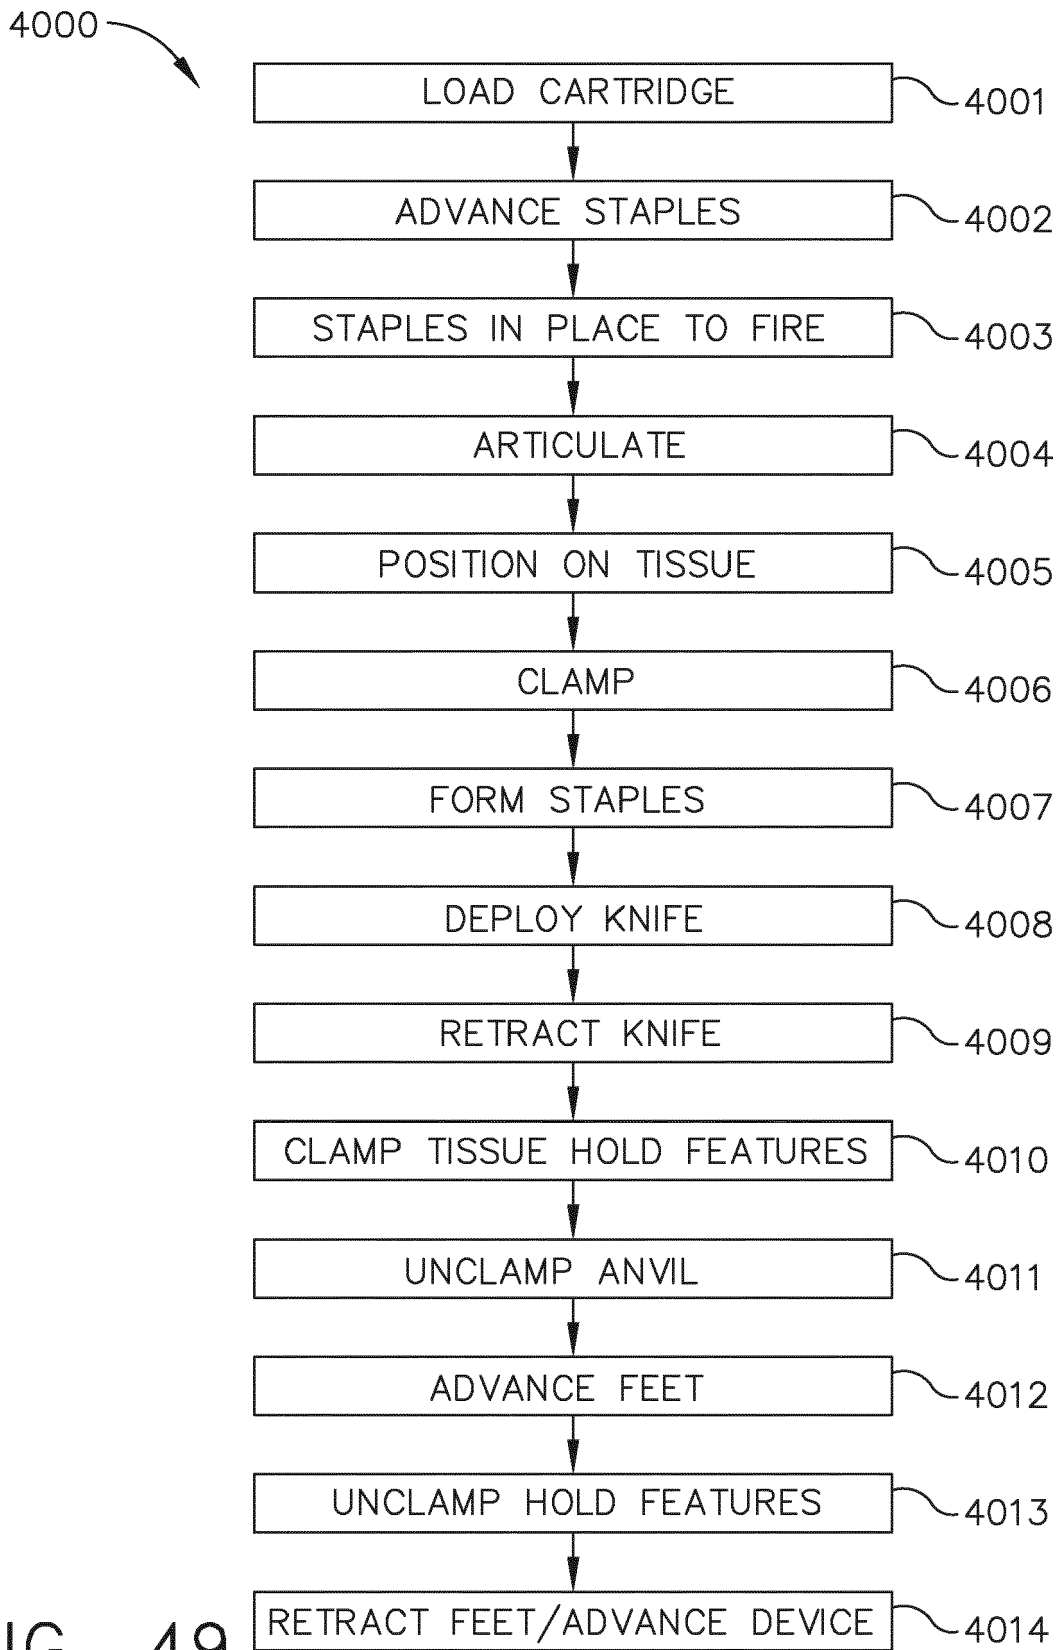 4000
LOAD CARTRIDGE 4001
ADVANCE STAPLES 4002
STAPLES IN PLACE TO FIRE 4003
ARTICULATE 4004
POSITION ON TISSUE 4005
CLAMP 4006
FORM STAPLES 4007
DEPLOY KNIFE 4008
RETRACT KNIFE 4009
CLAMP TISSUE HOLD FEATURES 4010
UNCLAMP ANVIL 4011
ADVANCE FEET 4012
UNCLAMP HOLD FEATURES 4013
RETRACT FEET/ADVANCE DEVICE 4014
49